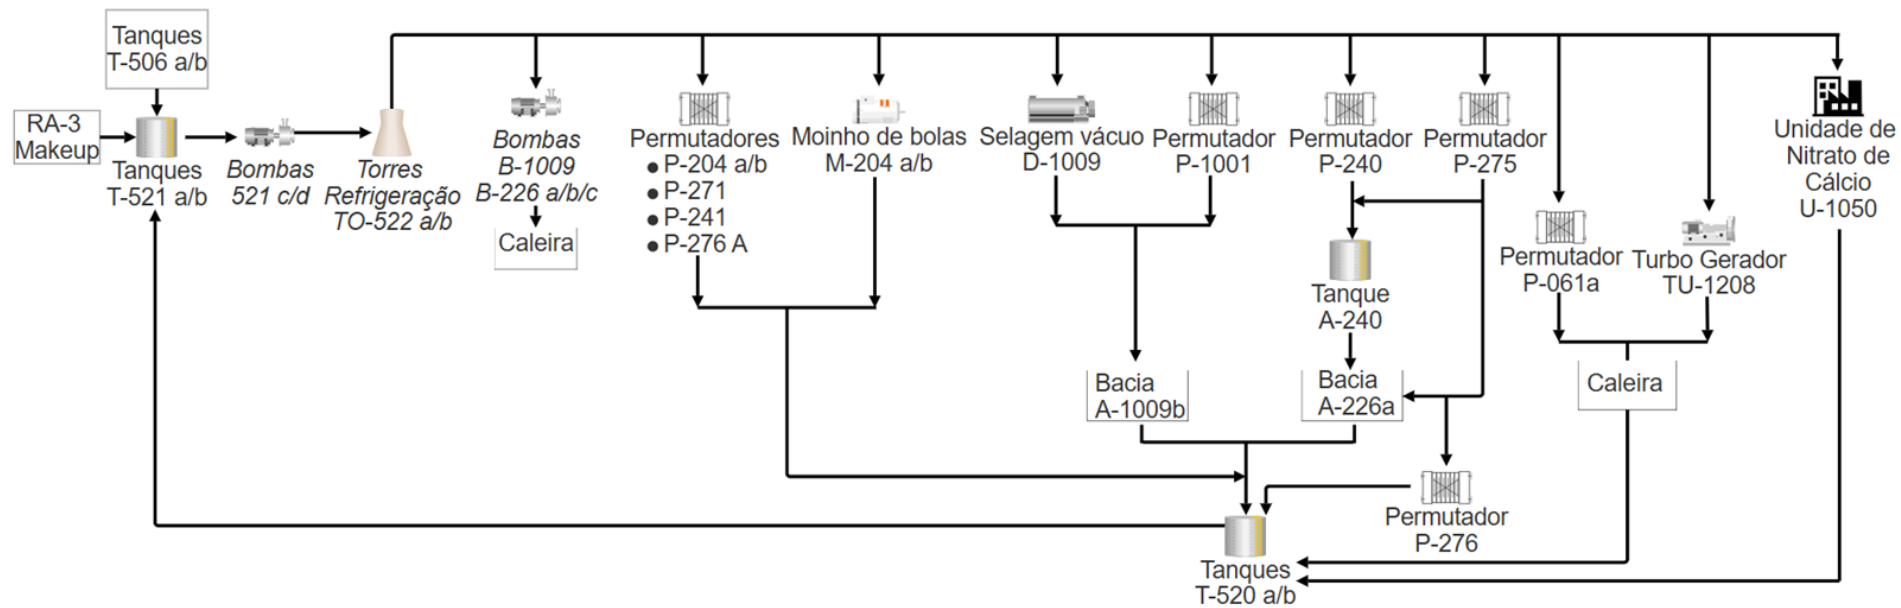 Tanques
T-506 a/b
RA-3
Makeup
Tanques
T-521 a/b
Bombas
521 c/d
Torres
Refrigeração
TO-522 a/b
Bombas
B-1009
B-226 a/b/c
Caleira
Permutadores
● P-204 a/b
● P-271
● P-241
● P-276 A
Moinho de bolas
M-204 a/b
Selagem vácuo
D-1009
Permutador
P-1001
Permutador
P-240
Permutador
P-275
Tanque
A-240
Bacia
A-1009b
Bacia
A-226a
Permutador
P-276
Permutador
P-061a
Turbo Gerador
TU-1208
Caleira
Unidade de
Nitrato de
Cálcio
U-1050
Tanques
T-520 a/b